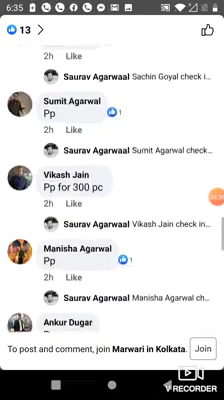 6:35
13
2h Like
Saurav Agarwaal Sachin Goyal check i...
Sumit Agarwal
Pp
1
2h Like
Saurav Agarwaal Sumit Agarwal check...
Vikash Jain
Pp for 300 pc
2h Like
Saurav Agarwaal Vikash Jain check in...
Manisha Agarwal
Pp
1
2h Like
Saurav Agarwaal Manisha Agarwal ch...
Ankur Dugar
To post and comment, join Marwari in Kolkata. Join
RECORDER